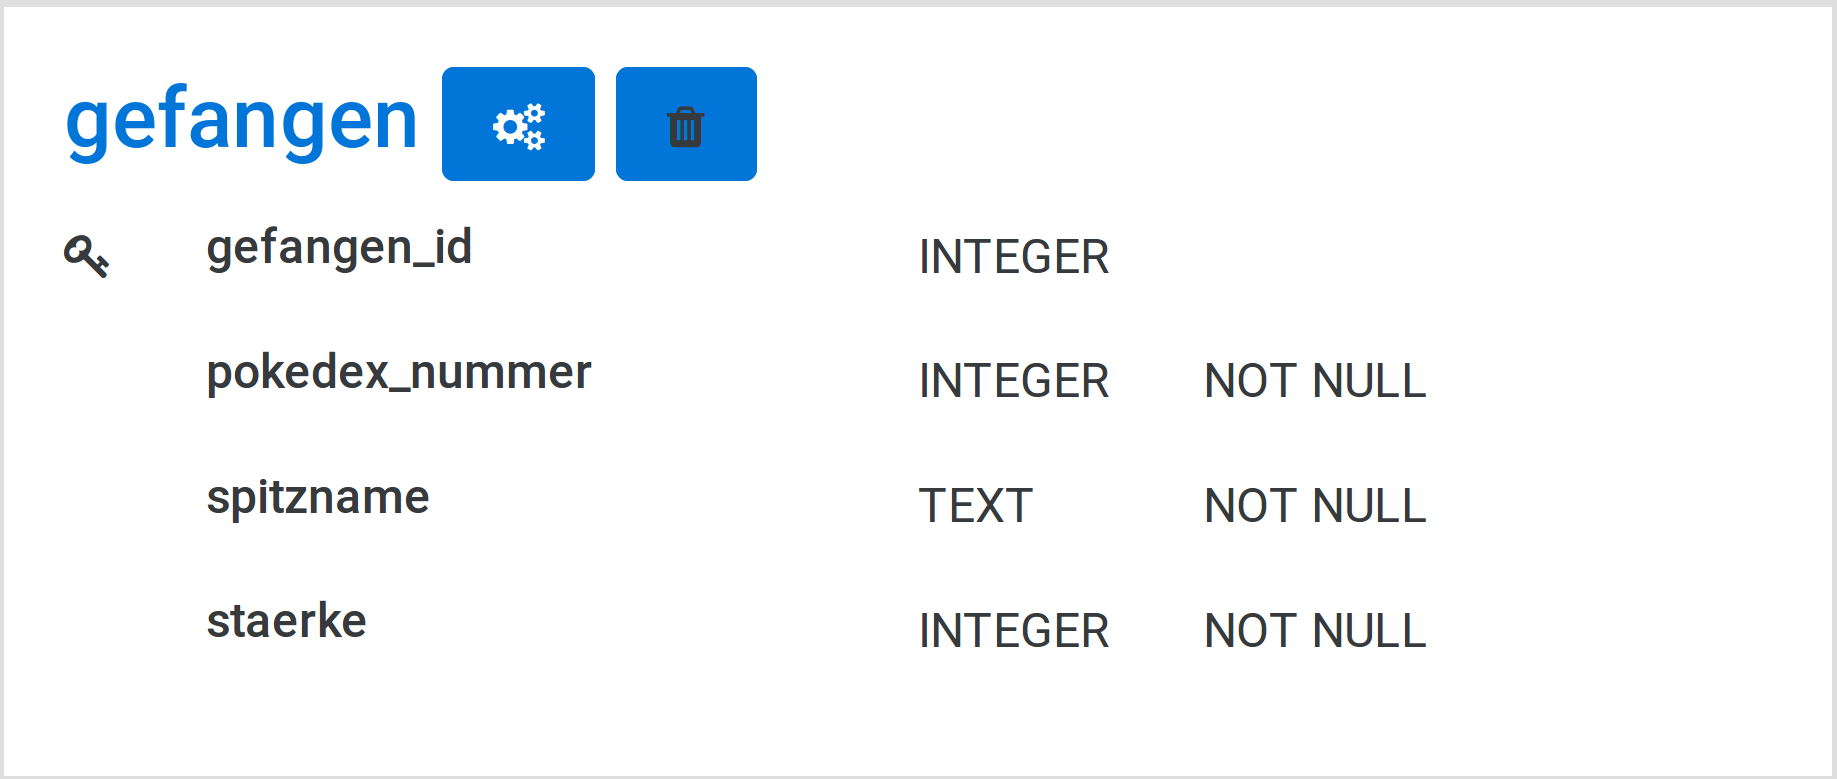 gefangen
gefangen_id INTEGER
pokedex_nummer INTEGER NOT NULL
spitzname TEXT NOT NULL
staerke INTEGER NOT NULL